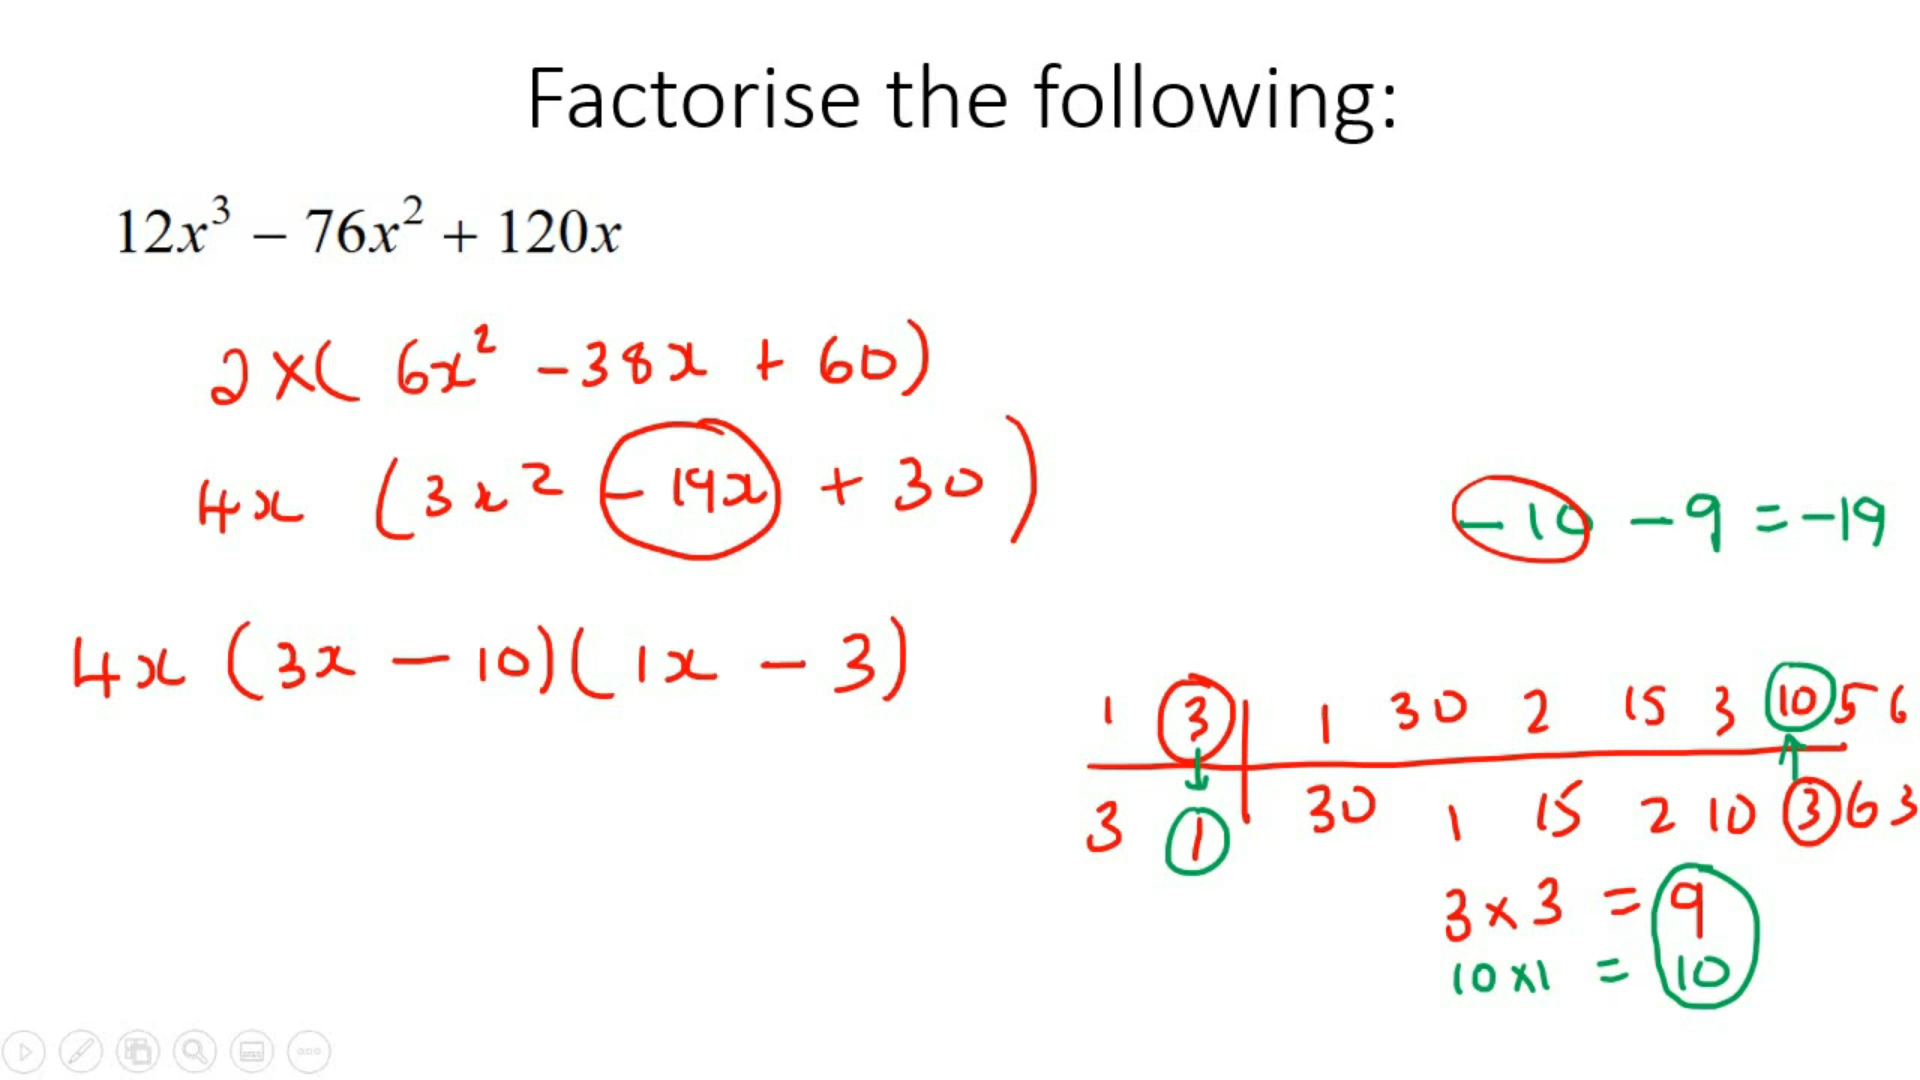 Factorise the following:
12x³ – 76x² + 120x
2x( 6x² - 38x + 60)
4x (3x² - 19x + 30)
-10 - 9 = -19
4x (3x - 10)(1x - 3)
1 3 | 1 30 2 15 3 10 5 6
3 1 | 30 1 15 2 10 3 6 3
3 x 3 = 9
10 x 1 = 10